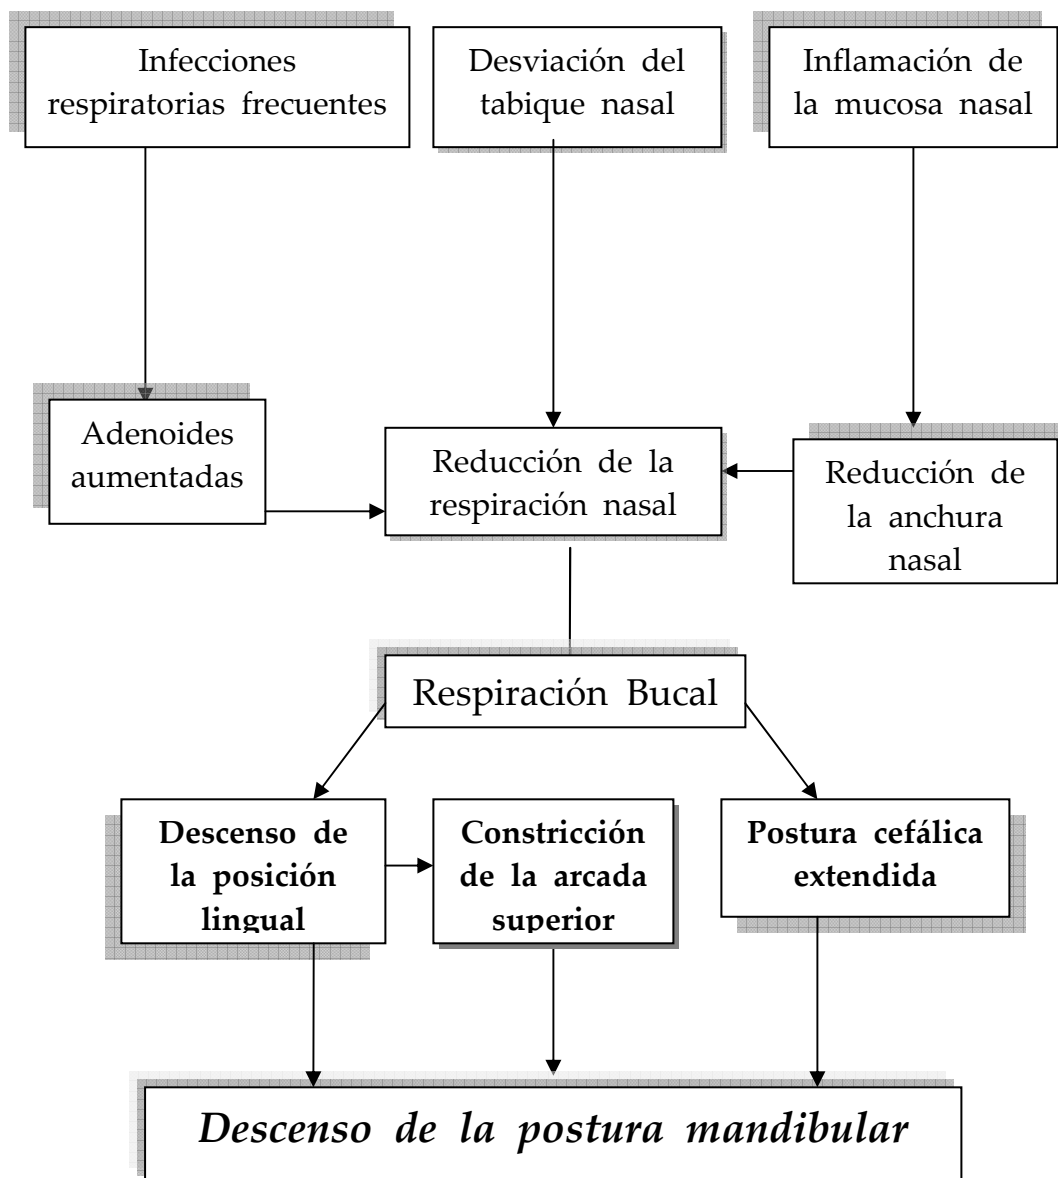 Infecciones
respiratorias frecuentes
Desviación del
tabique nasal
Inflamación de
la mucosa nasal
Adenoides
aumentadas
Reducción de la
respiración nasal
Reducción de
la anchura
nasal
Respiración Bucal
Descenso de
la posición
lingual
Constricción
de la arcada
superior
Postura cefálica
extendida
Descenso de la postura mandibular